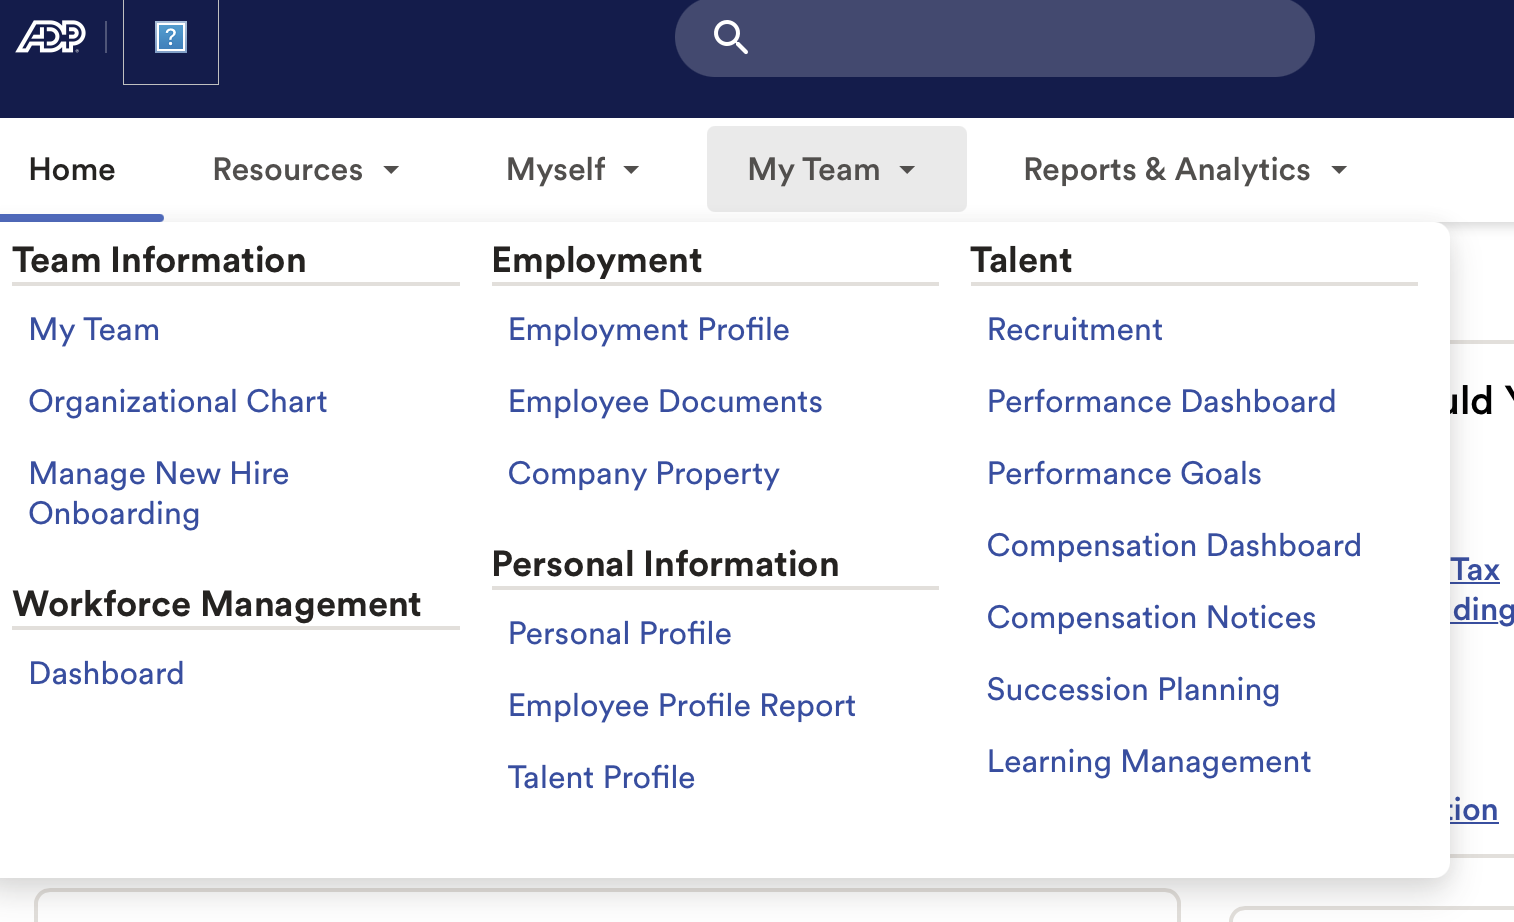 ADP
?
Home
Resources
Myself
My Team
Reports & Analytics
Team Information
My Team
Organizational Chart
Manage New Hire
Onboarding
Workforce Management
Dashboard
Employment
Employment Profile
Employee Documents
Company Property
Personal Information
Personal Profile
Employee Profile Report
Talent Profile
Talent
Recruitment
Performance Dashboard
Performance Goals
Compensation Dashboard
Compensation Notices
Succession Planning
Learning Management
Tax